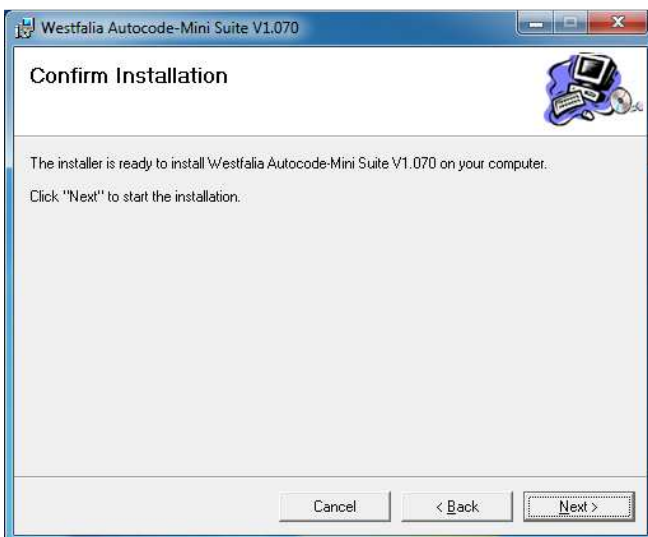 Westfalia Autocode-Mini Suite V1.070
Confirm Installation
The installer is ready to install Westfalia Autocode-Mini Suite V1.070 on your computer.
Click "Next" to start the installation.
Cancel
< Back
Next >